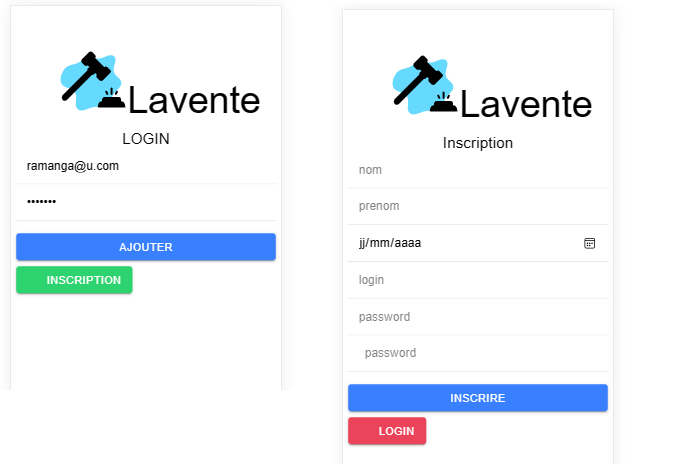 Lavente
LOGIN
ramanga@u.com
•••••••
AJOUTER
INSCRIPTION
Lavente
Inscription
nom
prenom
jj/mm/aaaa
login
password
password
INSCRIRE
LOGIN